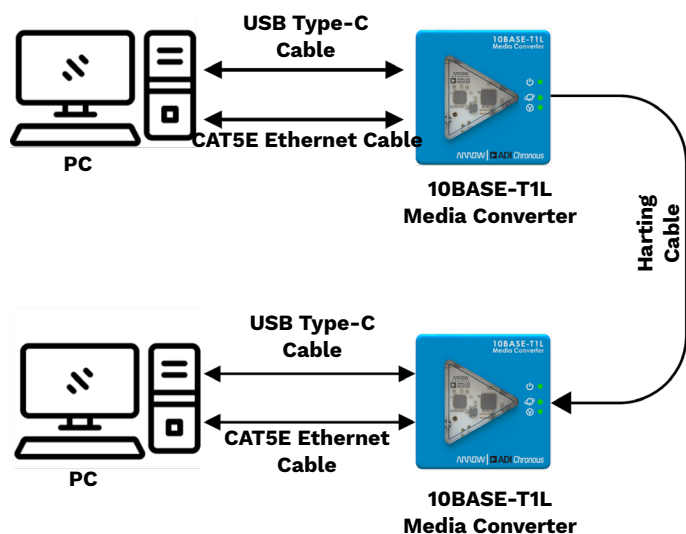 USB Type-C
Cable
CAT5E Ethernet Cable
PC
10BASE-T1L
Media Converter
ARROW | ADI Chronous
10BASE-T1L
Media Converter
Harting
Cable
USB Type-C
Cable
CAT5E Ethernet
Cable
PC
10BASE-T1L
Media Converter
ARROW | ADI Chronous
10BASE-T1L
Media Converter